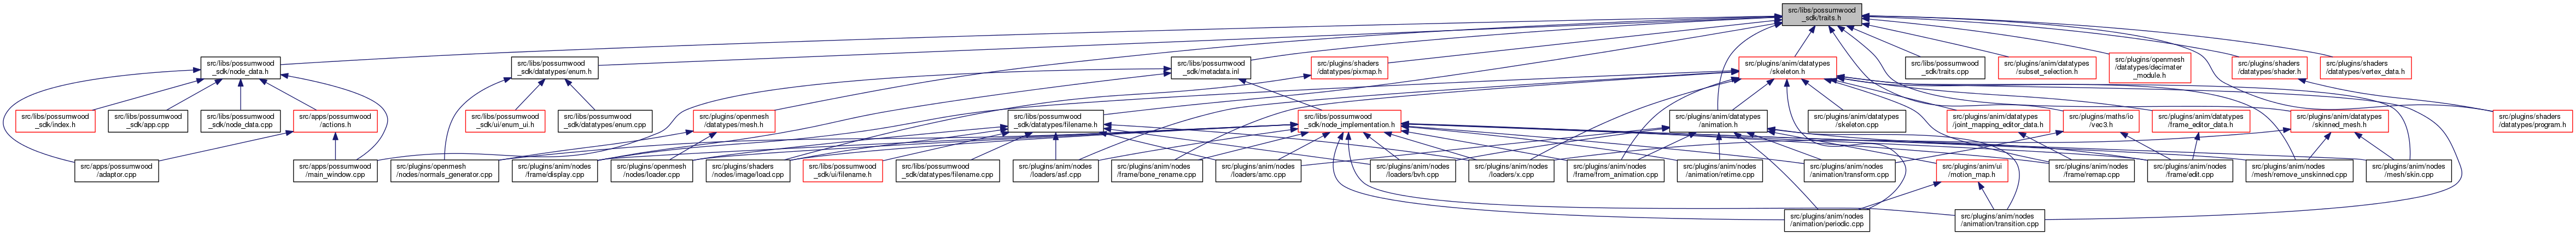 src/libs/possumwood
_sdk/traits.h
src/libs/possumwood
_sdk/node_data.h
src/libs/possumwood
_sdk/datatypes/enum.h
src/libs/possumwood
_sdk/metadata.inl
src/plugins/shaders
/datatypes/pixmap.h
src/plugins/anim/datatypes
/skeleton.h
src/libs/possumwood
_sdk/traits.cpp
src/plugins/anim/datatypes
/subset_selection.h
src/plugins/openmesh
/datatypes/decimater
_module.h
src/plugins/shaders
/datatypes/shader.h
src/plugins/shaders
/datatypes/vertex_data.h
src/libs/possumwood
_sdk/index.h
src/libs/possumwood
_sdk/app.cpp
src/libs/possumwood
_sdk/node_data.cpp
src/apps/possumwood
/actions.h
src/libs/possumwood
_sdk/ui/enum_ui.h
src/libs/possumwood
_sdk/datatypes/enum.cpp
src/plugins/openmesh
/datatypes/mesh.h
src/libs/possumwood
_sdk/datatypes/filename.h
src/libs/possumwood
_sdk/node_implementation.h
src/plugins/anim/datatypes
/animation.h
src/plugins/anim/datatypes
/skeleton.cpp
src/plugins/anim/datatypes
/joint_mapping_editor_data.h
src/plugins/maths/io
/vec3.h
src/plugins/anim/datatypes
/frame_editor_data.h
src/plugins/anim/datatypes
/skinned_mesh.h
src/plugins/shaders
/datatypes/program.h
src/apps/possumwood
/adaptor.cpp
src/apps/possumwood
/main_window.cpp
src/plugins/openmesh
/nodes/normals_generator.cpp
src/plugins/anim/nodes
/frame/display.cpp
src/plugins/openmesh
/nodes/loader.cpp
src/plugins/shaders
/nodes/image/load.cpp
src/libs/possumwood
_sdk/ui/filename.h
src/libs/possumwood
_sdk/datatypes/filename.cpp
src/plugins/anim/nodes
/loaders/asf.cpp
src/plugins/anim/nodes
/frame/bone_rename.cpp
src/plugins/anim/nodes
/loaders/amc.cpp
src/plugins/anim/nodes
/loaders/bvh.cpp
src/plugins/anim/nodes
/loaders/x.cpp
src/plugins/anim/nodes
/frame/from_animation.cpp
src/plugins/anim/nodes
/animation/retime.cpp
src/plugins/anim/nodes
/animation/transform.cpp
src/plugins/anim/ui
/motion_map.h
src/plugins/anim/nodes
/frame/remap.cpp
src/plugins/anim/nodes
/frame/edit.cpp
src/plugins/anim/nodes
/mesh/remove_unskinned.cpp
src/plugins/anim/nodes
/mesh/skin.cpp
src/plugins/anim/nodes
/animation/periodic.cpp
src/plugins/anim/nodes
/animation/transition.cpp